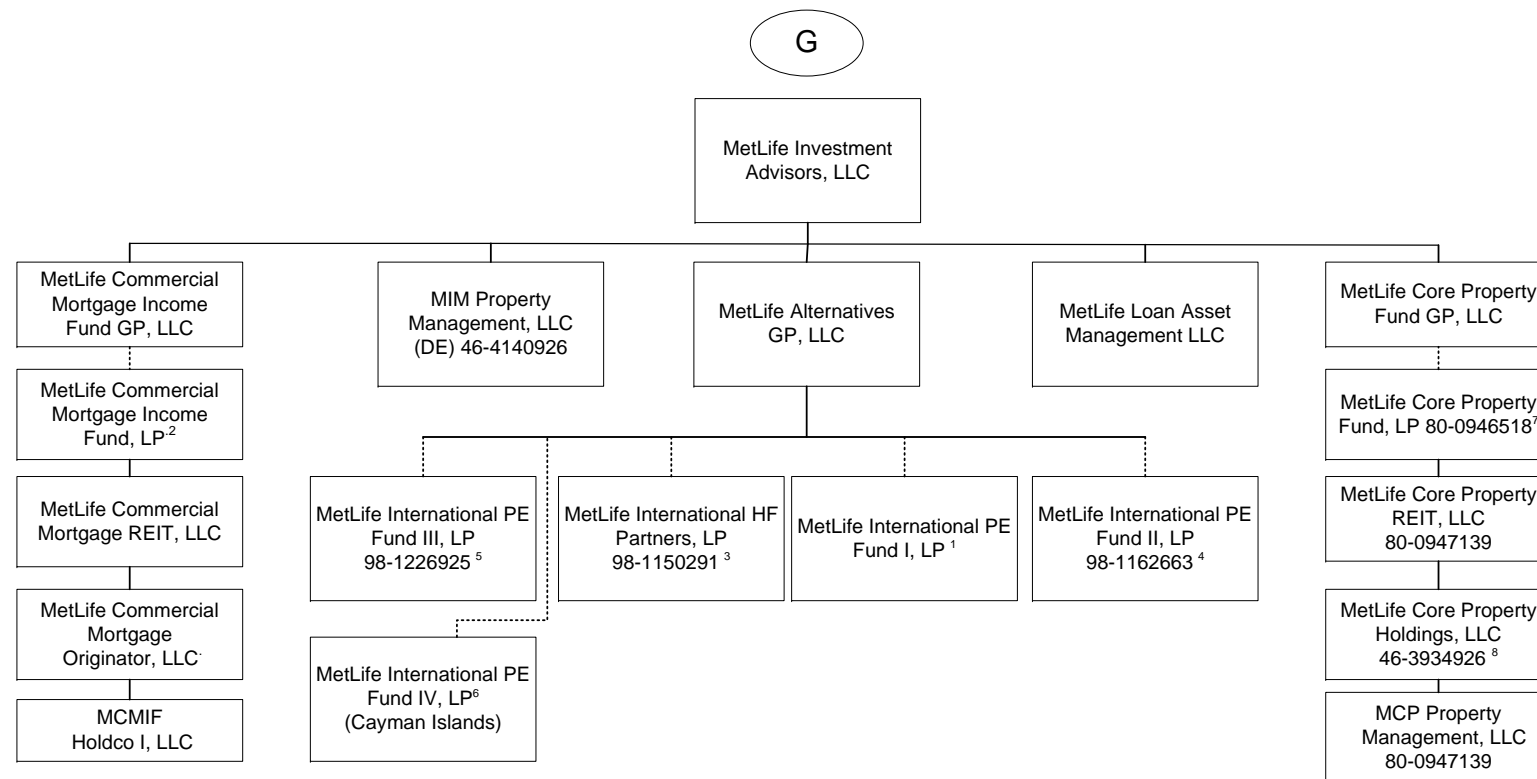 G
MetLife Investment
Advisors, LLC
MetLife Commercial
Mortgage Income
Fund GP, LLC
MIM Property
Management, LLC
(DE) 46-4140926
MetLife Alternatives
GP, LLC
MetLife Loan Asset
Management LLC
MetLife Core Property
Fund GP, LLC
MetLife Commercial
Mortgage Income
Fund, LP.2
MetLife Core Property
Fund, LP 80-0946518 7
MetLife Commercial
Mortgage REIT, LLC
MetLife International PE
Fund III, LP
98-1226925 5
MetLife International HF
Partners, LP
98-1150291 3
MetLife International PE
Fund I, LP 1
MetLife International PE
Fund II, LP
98-1162663 4
MetLife Core Property
REIT, LLC
80-0947139
MetLife Commercial
Mortgage
Originator, LLC.
MetLife International PE
Fund IV, LP6
(Cayman Islands)
MetLife Core Property
Holdings, LLC
46-3934926 8
MCMIF
Holdco I, LLC
MCP Property
Management, LLC
80-0947139